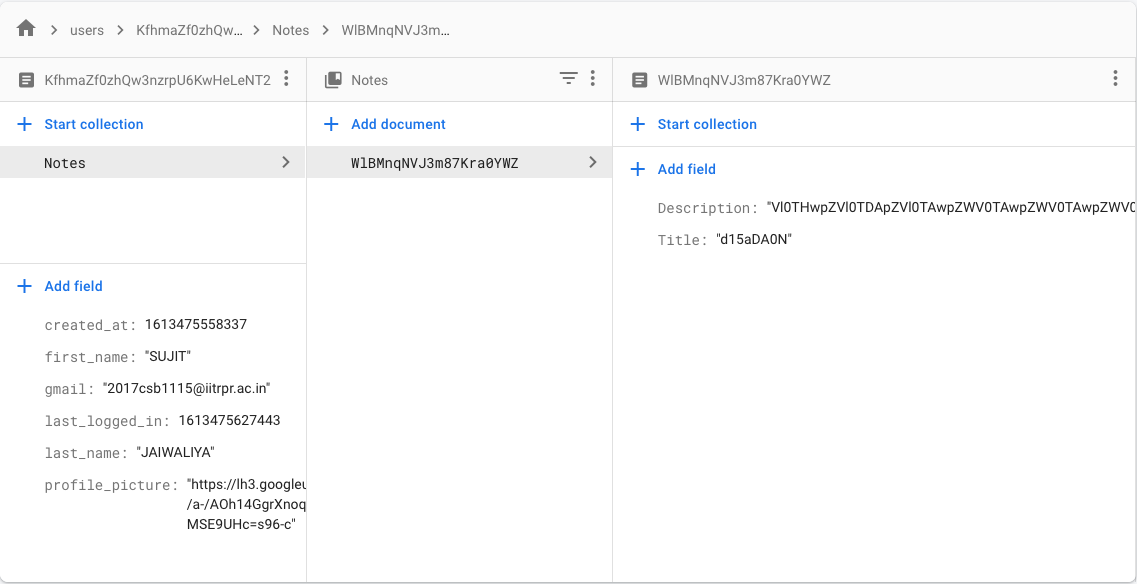 users > KfhmaZf0zhQw… > Notes > WlBMnqNVJ3m…
KfhmaZf0zhQw3nzrpU6KwHeLeNT2
Start collection
Notes
Add field
created_at: 1613475558337
first_name: "SUJIT"
gmail: "2017csb1115@iitrpr.ac.in"
last_logged_in: 1613475627443
last_name: "JAIWALIYA"
profile_picture: "https://lh3.googleu
/a-/AOh14GgrXnoq
MSE9UHc=s96-c"
Notes
Add document
WlBMnqNVJ3m87Kra0YWZ
WlBMnqNVJ3m87Kra0YWZ
Start collection
Add field
Description: "Vl0THwpZVl0TDApZVl0TAwpZWV0TAwpZWV0TAwpZWV0
Title: "d15aDA0N"